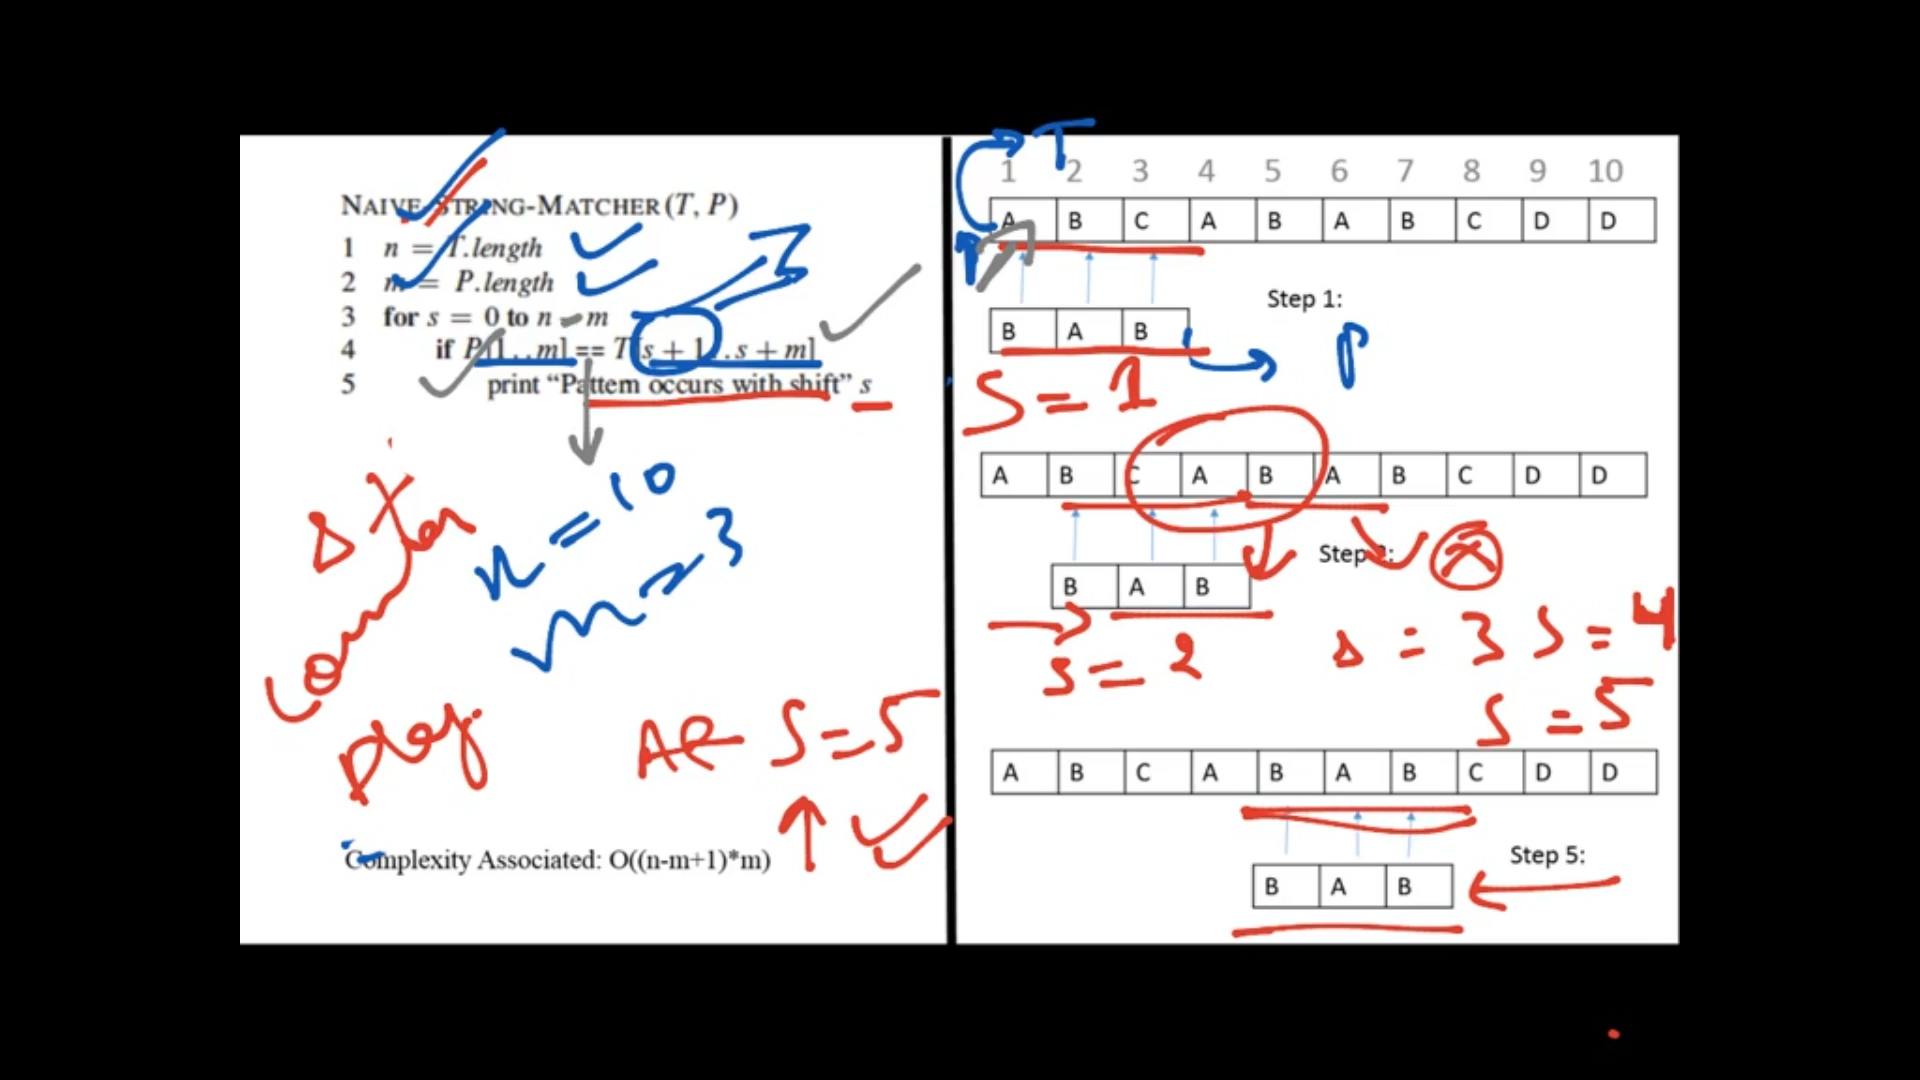 NAIVE-STRING-MATCHER(T, P)
1 n = T.length
2 m = P.length
3 for s = 0 to n - m
4 if P[1..m] == T[s + 1..s + m]
5 print “Pattern occurs with shift” s
n = 10
m = 3
S = 5
Complexity Associated: O((n-m+1)*m)
T
1 2 3 4 5 6 7 8 9 10
A B C A B A B C D D
P
Step 1:
B A B
P
S = 1
A B C A B A B C D D
Step 2:
B A B
S = 2
s = 3 S = 4
S = 5
A B C A B A B C D D
Step 5:
B A B